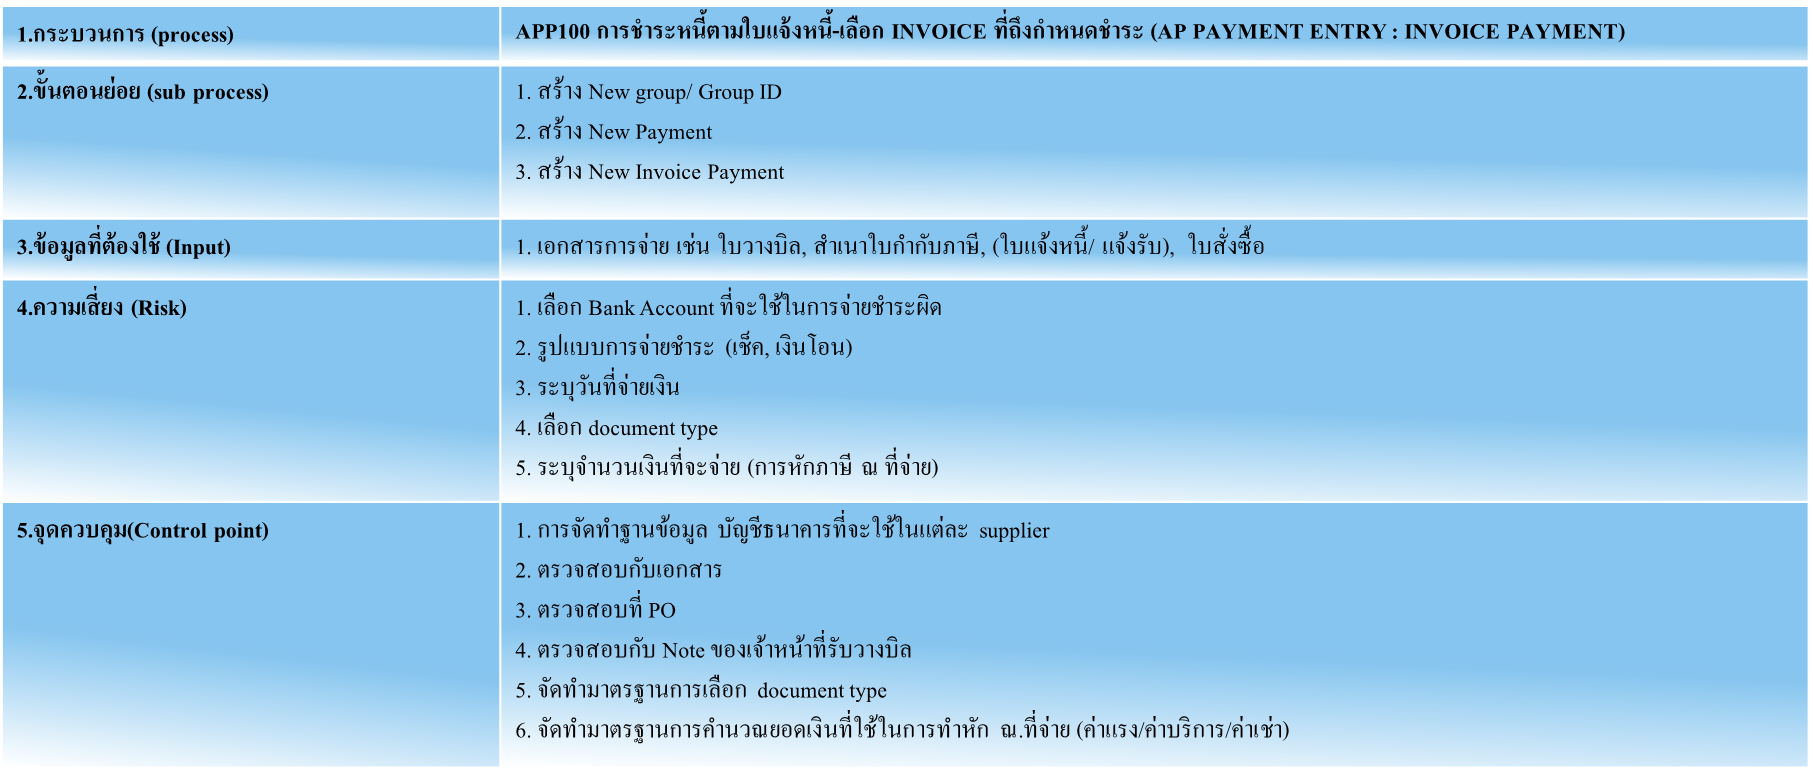 1.กระบวนการ (process)
APP100 การชำระหนี้ตามใบแจ้งหนี้-เลือก INVOICE ที่ถึงกำหนดชำระ (AP PAYMENT ENTRY : INVOICE PAYMENT)
2.ขั้นตอนย่อย (sub process)
1. สร้าง New group/ Group ID
2. สร้าง New Payment
3. สร้าง New Invoice Payment
3.ข้อมูลที่ต้องใช้ (Input)
1. เอกสารการจ่าย เช่น ใบวางบิล, สำเนาใบกำกับภาษี, (ใบแจ้งหนี้/ แจ้งรับ), ใบสั่งซื้อ
4.ความเสี่ยง (Risk)
1. เลือก Bank Account ที่จะใช้ในการจ่ายชำระผิด
2. รูปแบบการจ่ายชำระ (เช็ค, เงินโอน)
3. ระบุวันที่จ่ายเงิน
4. เลือก document type
5. ระบุจำนวนเงินที่จะจ่าย (การหักภาษี ณ ที่จ่าย)
5.จุดควบคุม(Control point)
1. การจัดทำฐานข้อมูล บัญชีธนาคารที่จะใช้ในแต่ละ supplier
2. ตรวจสอบกับเอกสาร
3. ตรวจสอบที่ PO
4. ตรวจสอบกับ Note ของเจ้าหน้าที่รับวางบิล
5. จัดทำมาตรฐานการเลือก document type
6. จัดทำมาตรฐานการคำนวณยอดเงินที่ใช้ในการทำหัก ณ.ที่จ่าย (ค่าแรง/ค่าบริการ/ค่าเช่า)